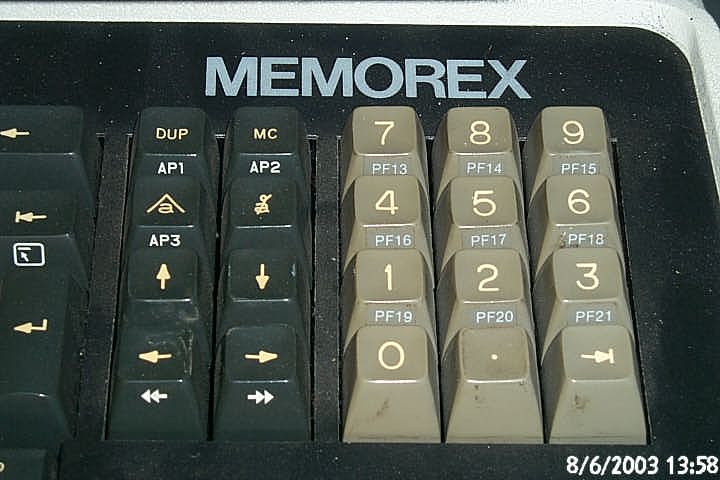 MEMOREX
7 8 9
DUP MC
AP1 AP2 PF13 PF14 PF15
a a 4 5 6
AP3 PF16 PF17 PF18
1 2 3
PF19 PF20 PF21
0 .
8/6/2003 13:58